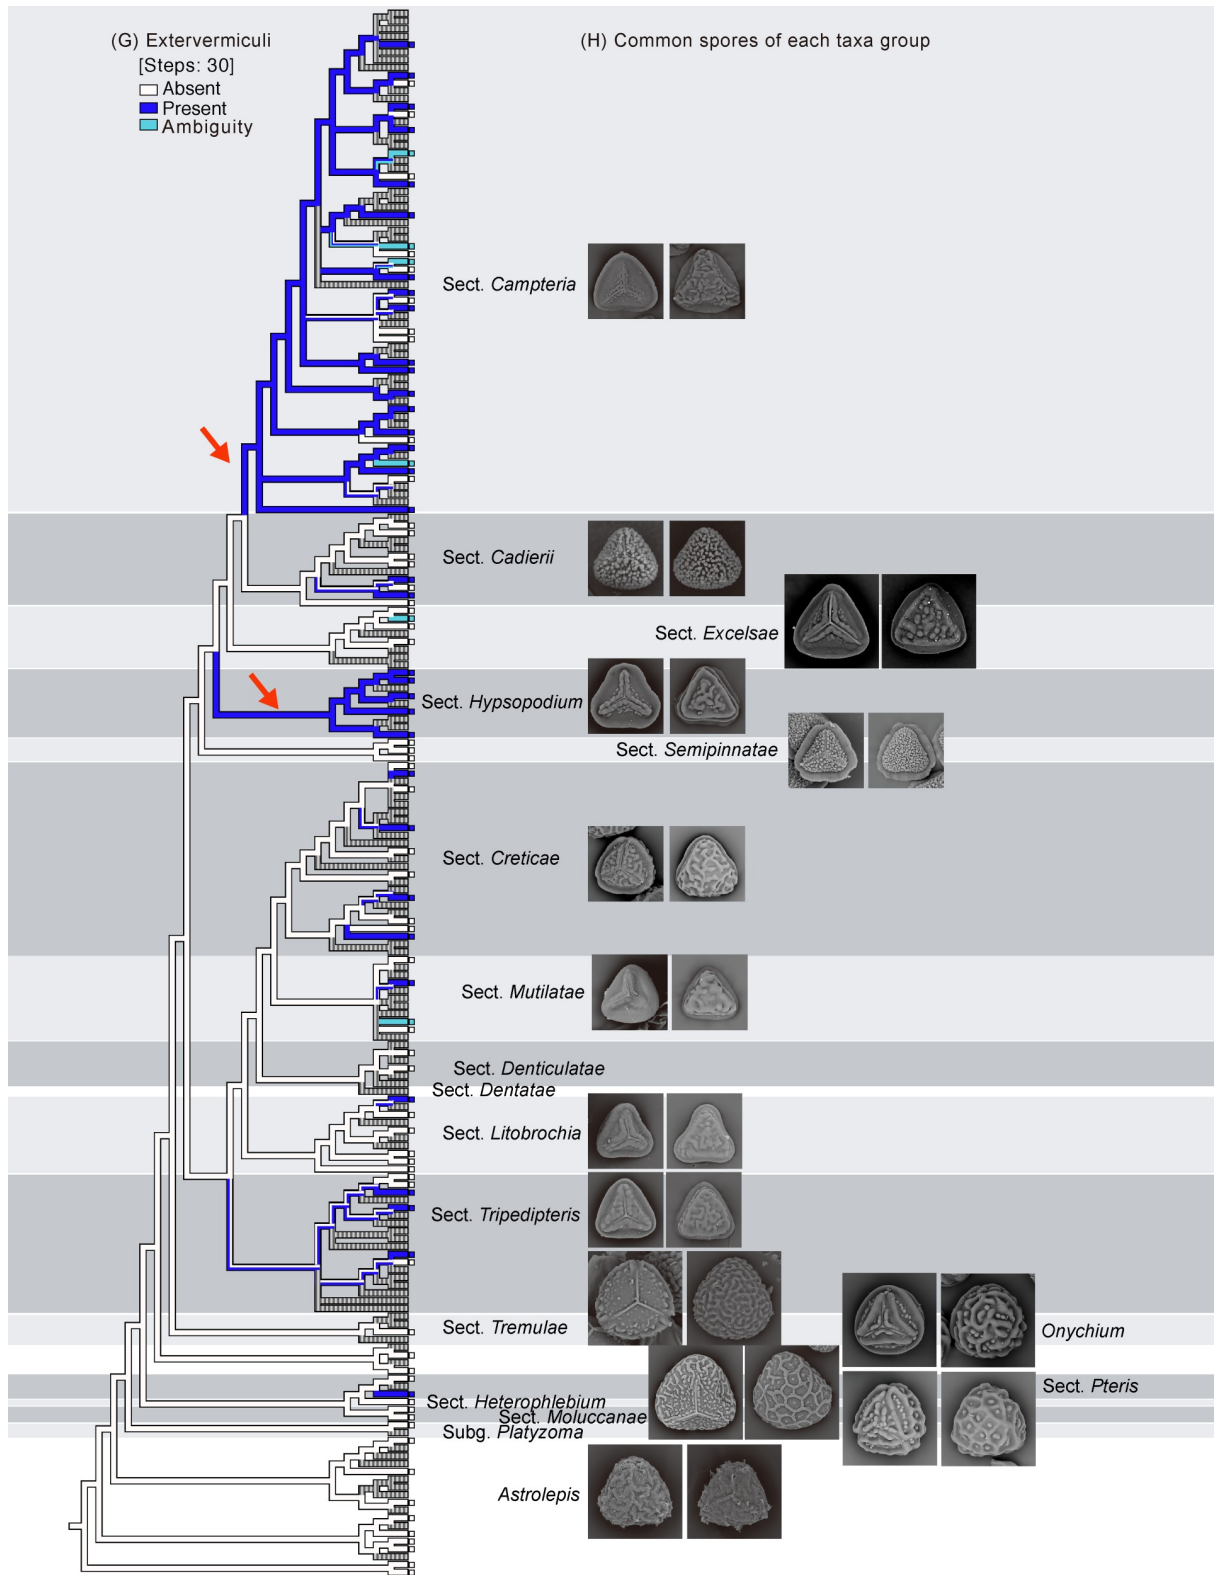 (G) Extervermiculi
[Steps: 30]
Absent
Present
Ambiguity
(H) Common spores of each taxa group
Sect. Campteria
Sect. Cadierii
Sect. Excelsae
Sect. Hypsopodium
Sect. Semipinnatae
Sect. Creticae
Sect. Mutilatae
Sect. Denticulatae
Sect. Dentatae
Sect. Litobrochia
Sect. Tripedipteris
Sect. Tremulae
Onychium
Sect. Pteris
Sect. Heterophlebium
Sect. Moluccanae
Subg. Platyzoma
Astrolepis